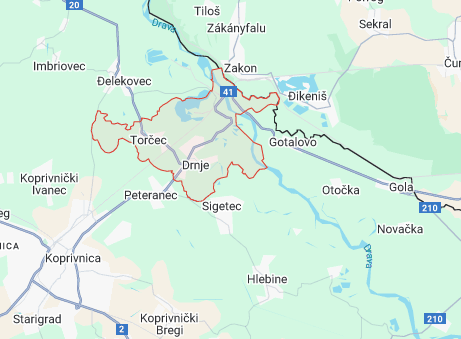 Tiloš
20
Drava
Sekral
Zákányfalu
Imbriovec
Zakon
Đelekovec
41
Đikeniš
Torčec
Gotalovo
Drnje
Koprivnički
Ivanec
Peteranec
Otočka
Gola
Sigetec
210
Novačka
Koprivnica
Hlebine
Starigrad
Koprivnički
Bregi
2
210